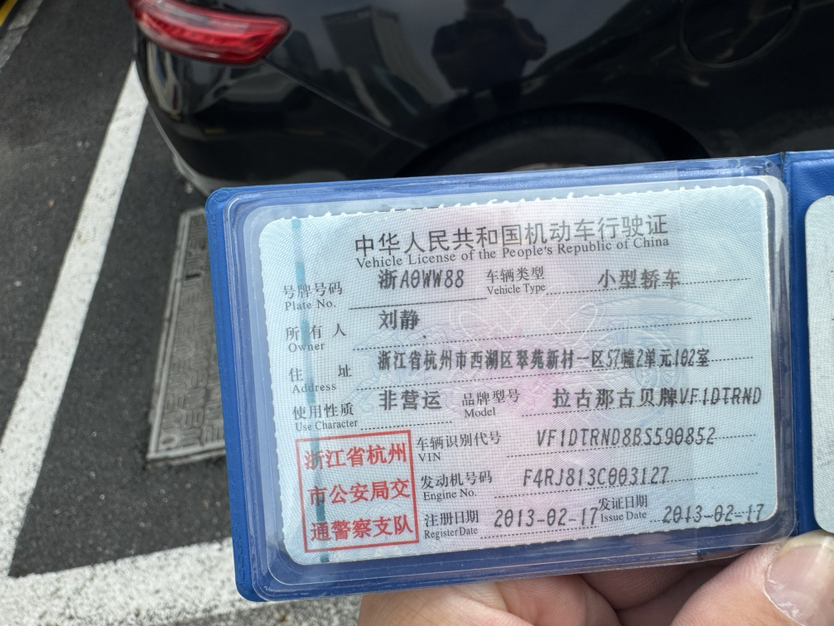 中华人民共和国机动车行驶证
Vehicle License of the People's Republic of China
号牌号码 浙A0WW88 车辆类型 小型轿车
Plate No. Vehicle Type
所有人 刘静
Owner
住址 浙江省杭州市西湖区翠苑新村一区57幢2单元102室
Address
使用性质 非营运 品牌型号 拉古那古贝牌VF1DTRND
Use Character Model
浙江省杭州
市公安局交
通警察支队
车辆识别代号 VF1DTRND8BS590852
VIN
发动机号码 F4RJ813C003127
Engine No.
注册日期 2013-02-17 发证日期 2013-02-17
Register Date Issue Date